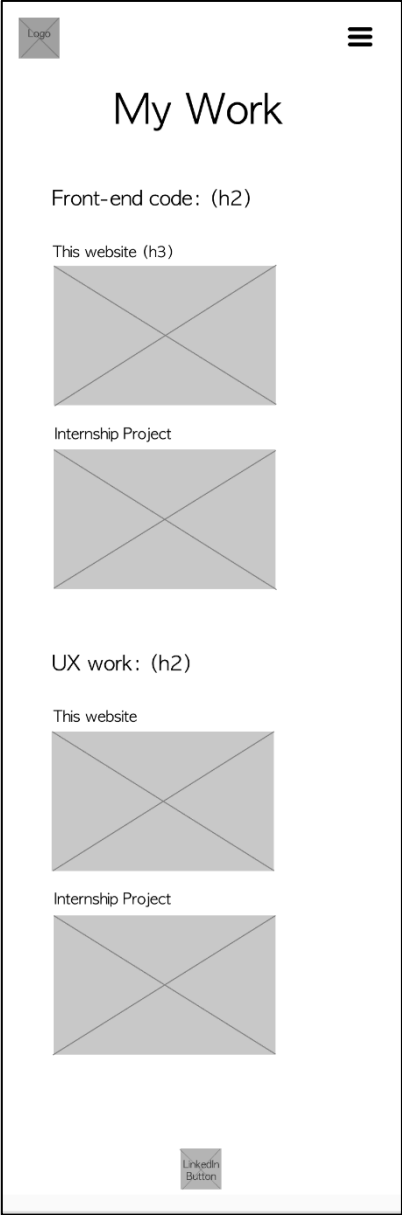 Logo
My Work
Front-end code: (h2)
This website (h3)
Internship Project
UX work: (h2)
This website
Internship Project
LinkedIn
Button